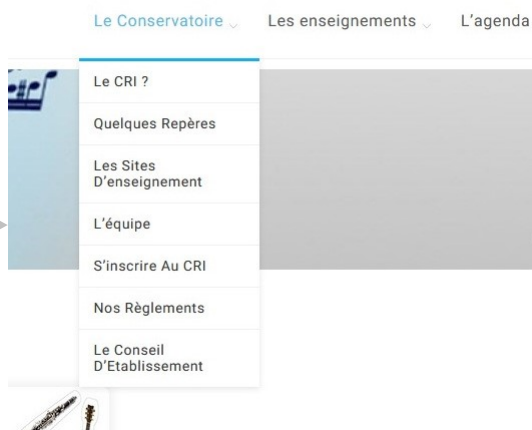 Le Conservatoire Les enseignements L'agenda
Le CRI ?
Quelques Repères
Les Sites
D'enseignement
L'équipe
S'inscrire Au CRI
Nos Règlements
Le Conseil
D'Etablissement